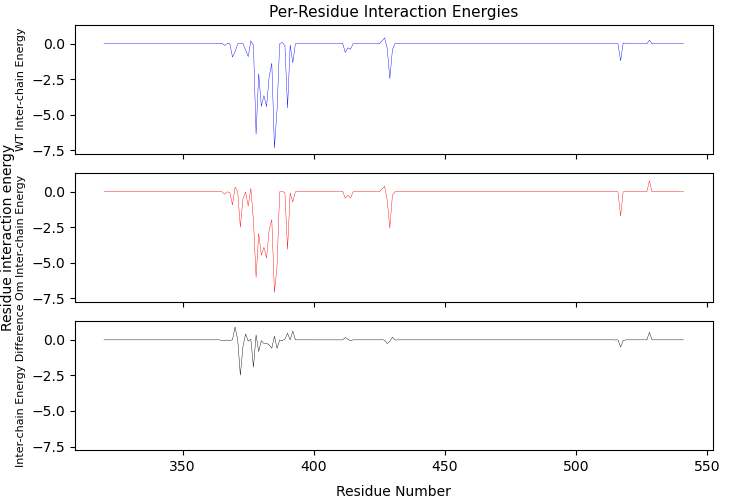 Per-Residue Interaction Energies
Residue interaction energy
WT Inter-chain Energy
0.0
−2.5
−5.0
−7.5
Om Inter-chain Energy
0.0
−2.5
−5.0
−7.5
Inter-chain Energy Difference
0.0
−2.5
−5.0
−7.5
350
400
450
500
550
Residue Number